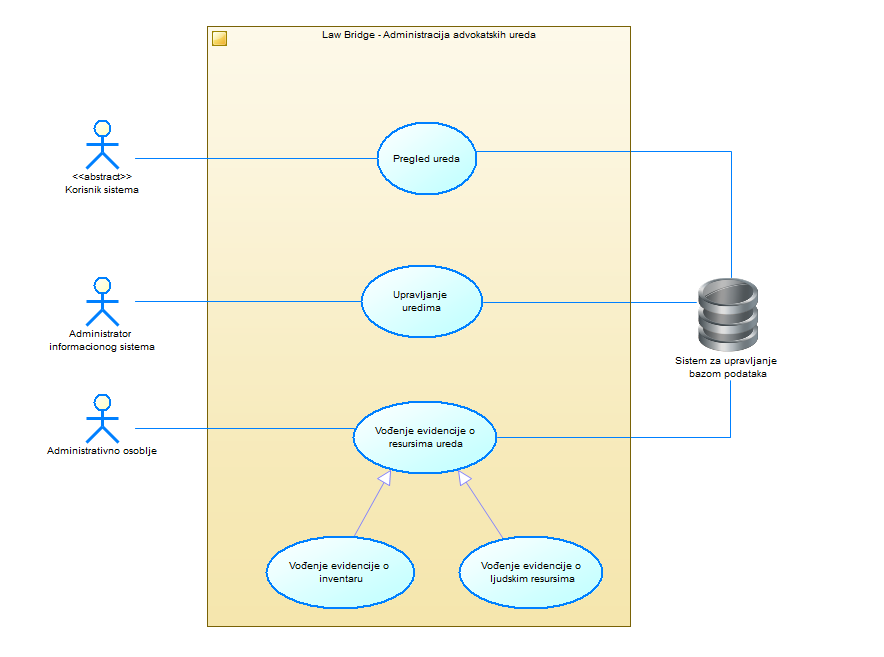 Law Bridge - Administracija advokatskih ureda
Pregled ureda
<<abstract>>
Korisnik sistema
Upravljanje
uredima
Administrator
informacionog sistema
Sistem za upravljanje
bazom podataka
Administrativno osoblje
Vođenje evidencije o
resursima ureda
Vođenje evidencije o
inventaru
Vođenje evidencije o
ljudskim resursima